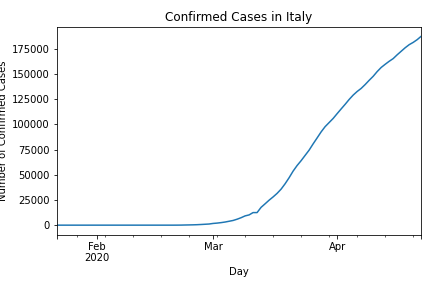 Confirmed Cases in Italy
Number of Confirmed Cases
175000
150000
125000
100000
75000
50000
25000
0
Feb
2020
Mar
Apr
Day